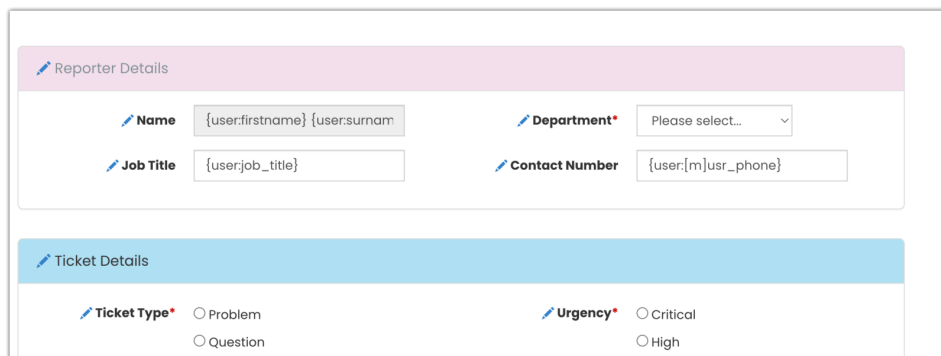 Reporter Details
Name {user:firstname} {user:surnam Department* Please select...
Job Title {user:job_title} Contact Number {user:[m]usr_phone}
Ticket Details
Ticket Type* Problem Urgency* Critical
Question High